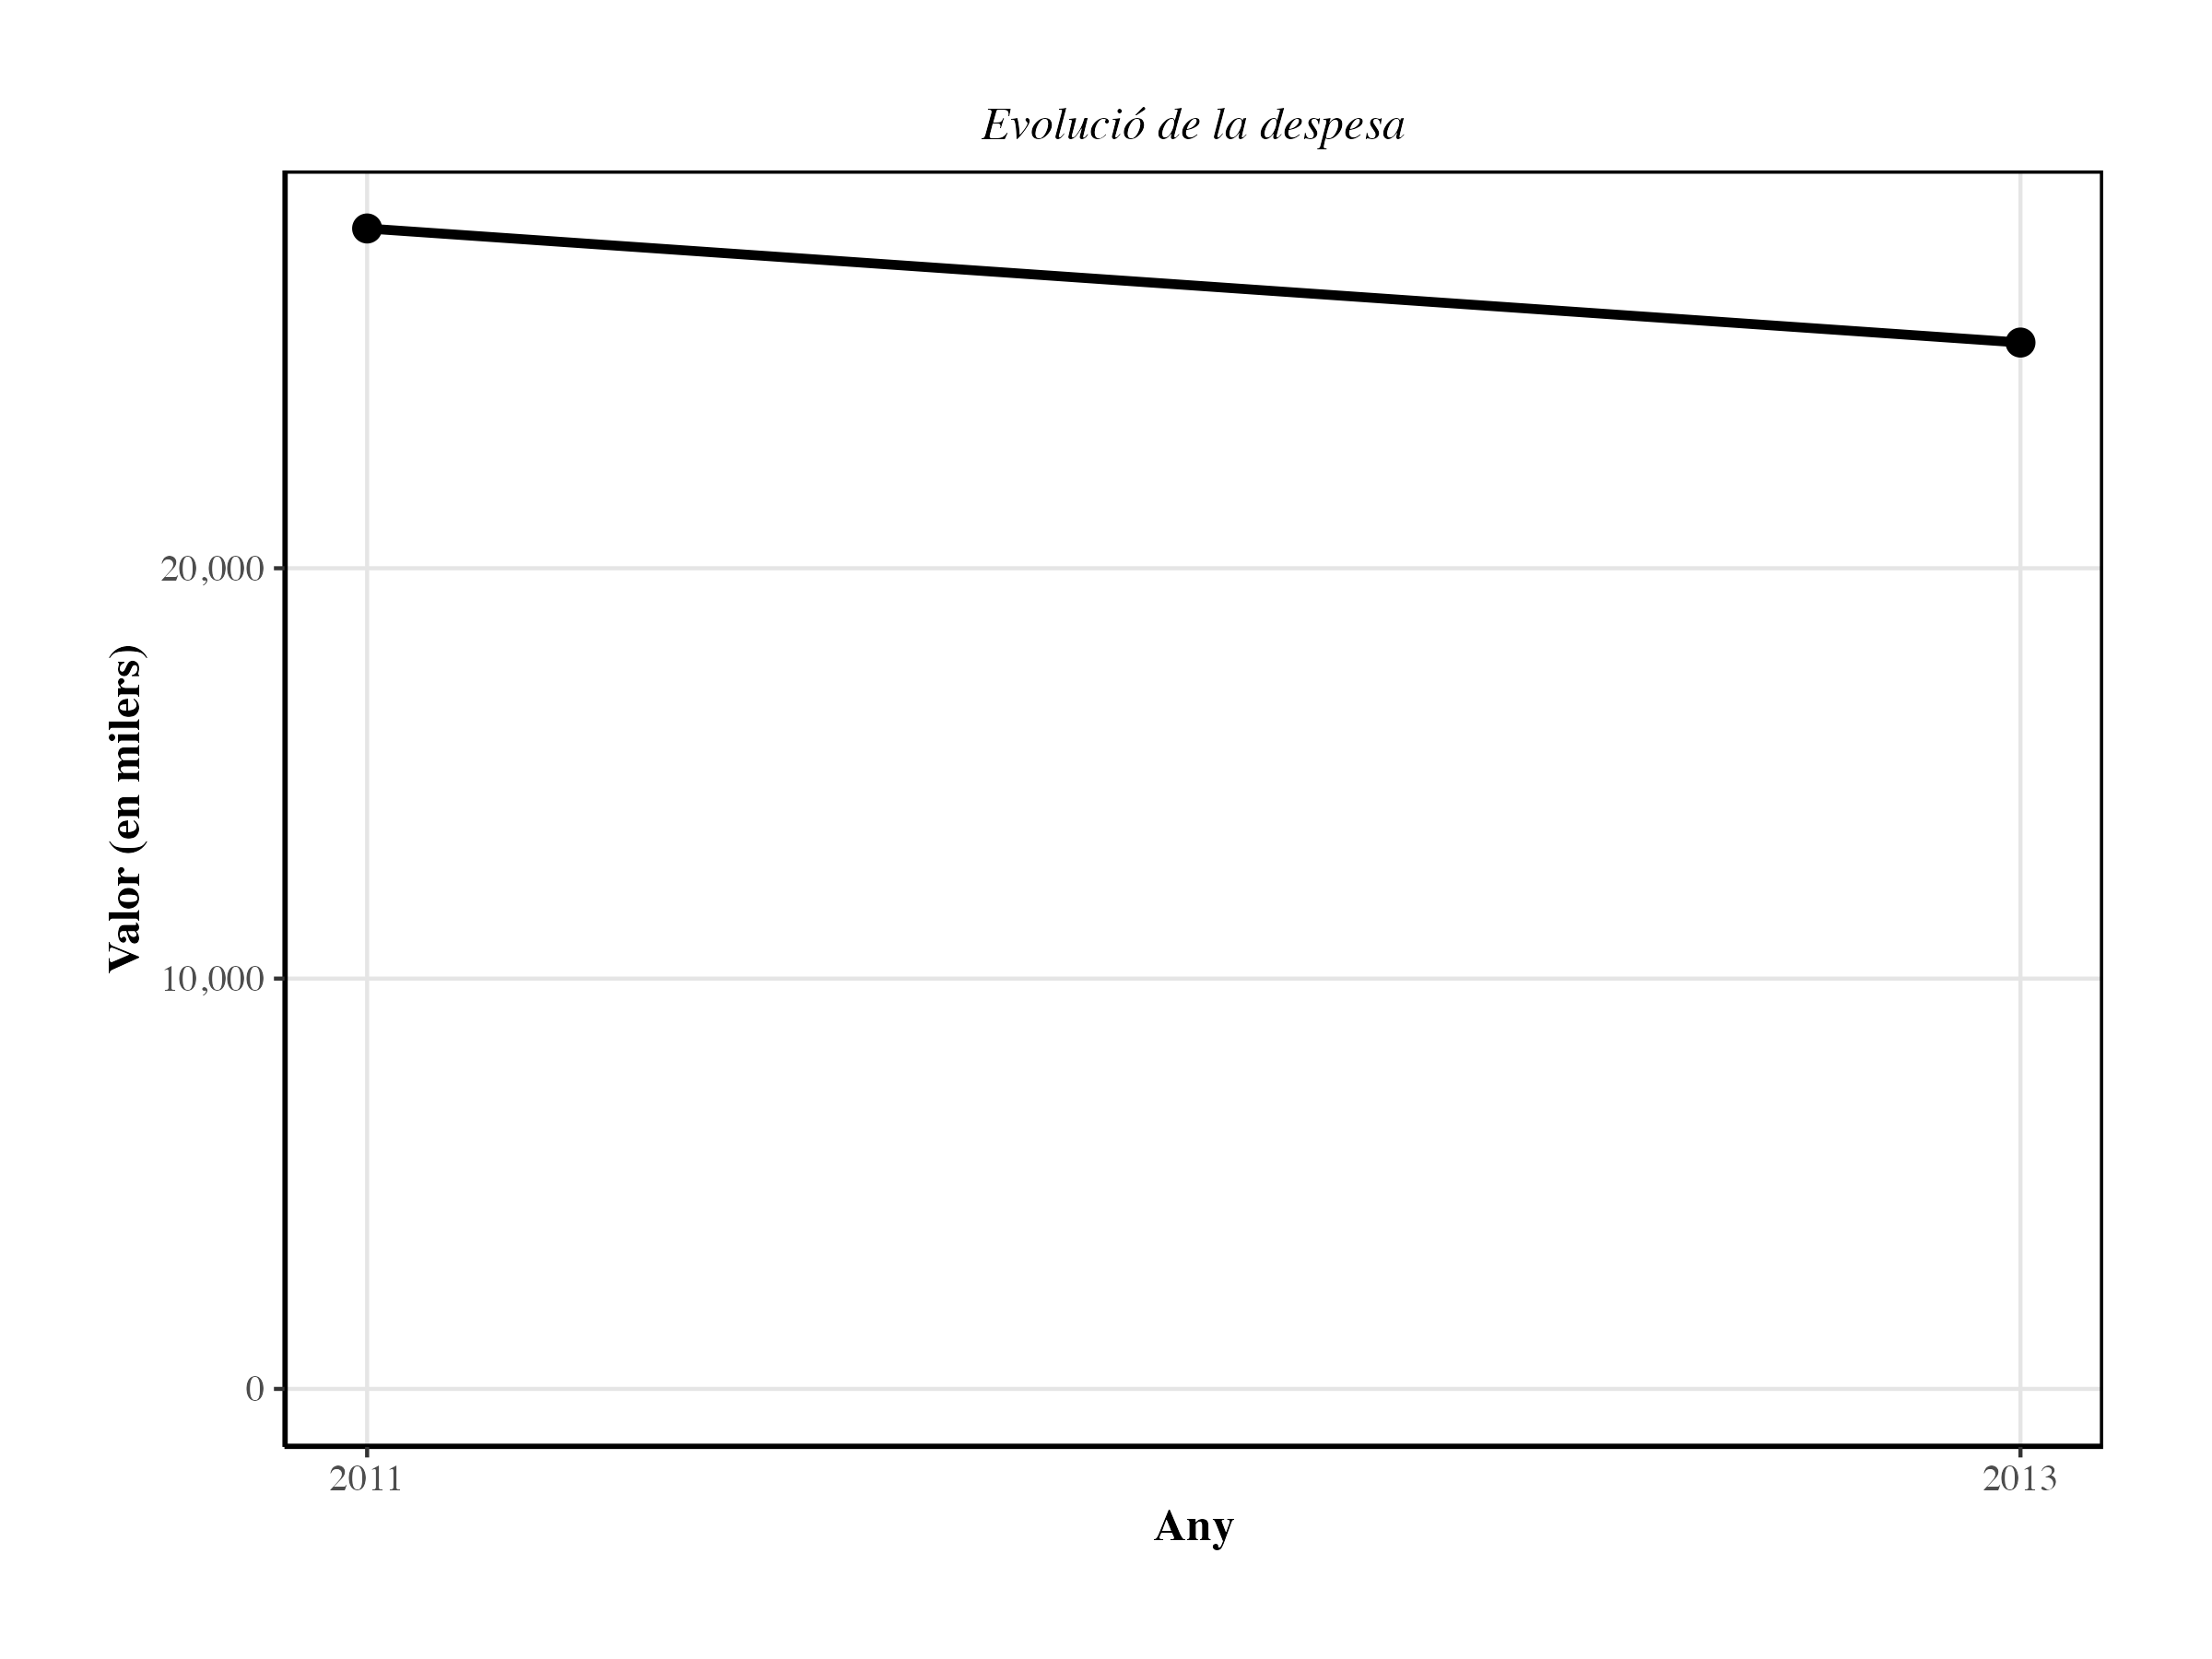 Evolució de la despesa
Valor (en milers)
20,000
10,000
0
2011
2013
Any